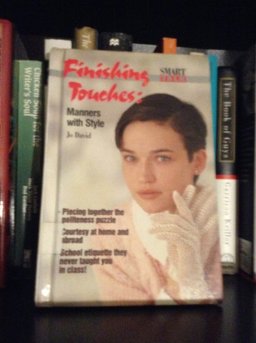 Finishing
Touches:
SMART
TALK
Manners
with Style
Jo David
Piecing together the
politeness puzzle
Courtesy at home and
abroad
School etiquette they
never taught you
in class!
Chicken Soup for the
Writer's Soul
The Book of Guys
Garrison Keillor